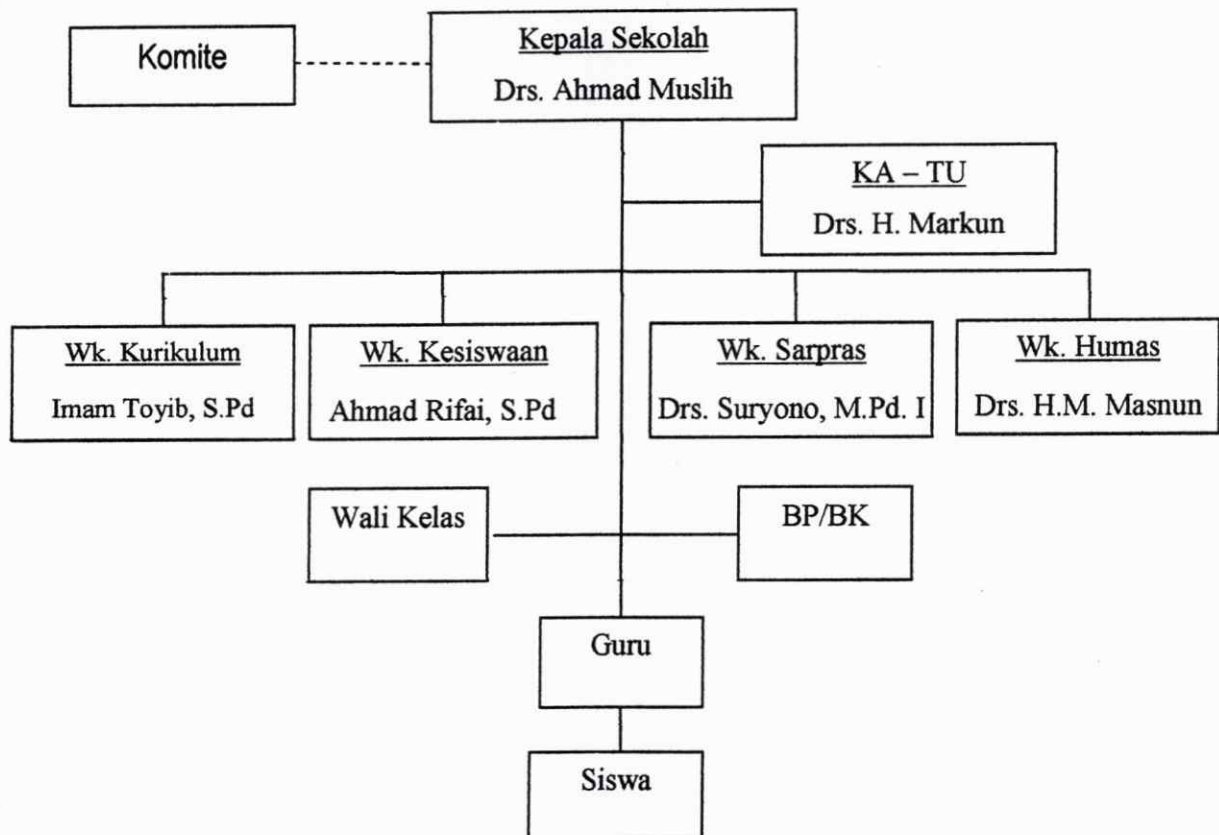 Komite
Kepala Sekolah
Drs. Ahmad Muslih
KA – TU
Drs. H. Markun
Wk. Kurikulum
Imam Toyib, S.Pd
Wk. Kesiswaan
Ahmad Rifai, S.Pd
Wk. Sarpras
Drs. Suryono, M.Pd. I
Wk. Humas
Drs. H.M. Masnun
Wali Kelas
BP/BK
Guru
Siswa